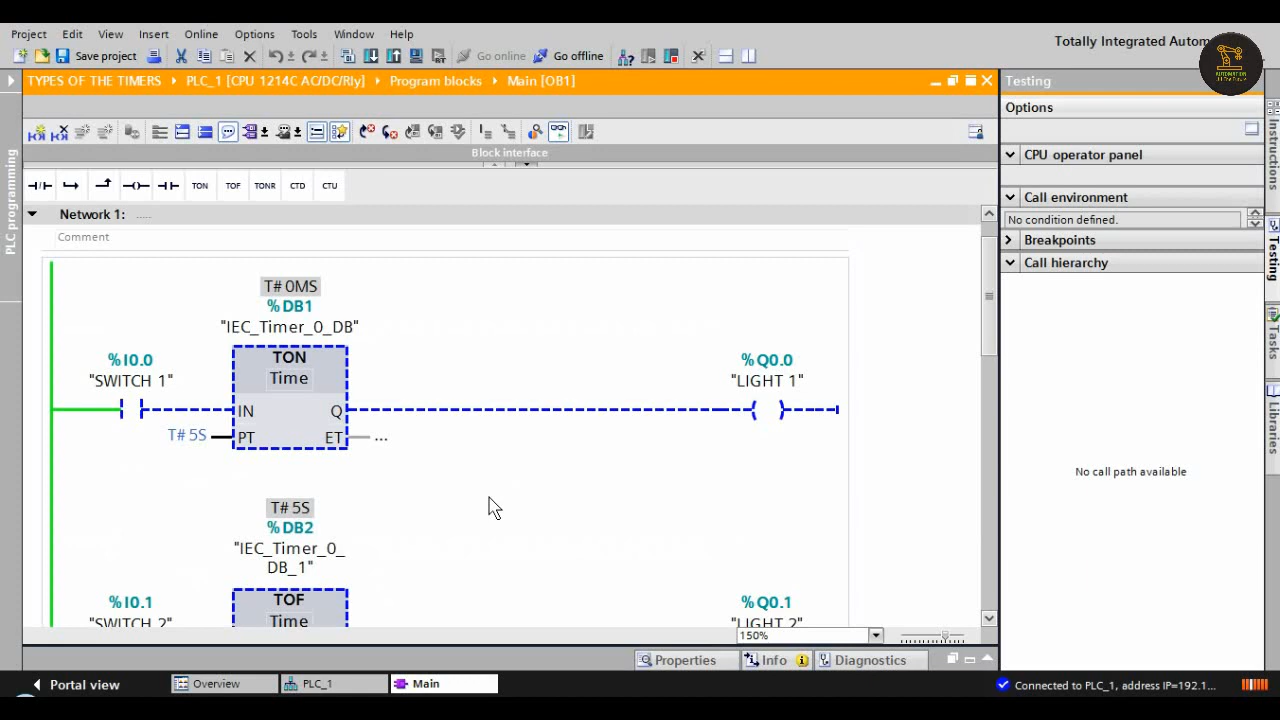 Project Edit View Insert Online Options Tools Window Help
Totally Integrated Autom
AUTOMATION
Save project Go online Go offline
TYPES OF THE TIMERS PLC_1 [CPU 1214C AC/DC/Rly] Program blocks Main [OB1]
Testing
Options
Block interface
CPU operator panel
TON TOF TONR CTD CTU
Call environment
Network 1: .....
No condition defined.
Comment
Breakpoints
Call hierarchy
T# 0MS
%DB1
"IEC_Timer_0_DB"
TON
Time
%I0.0
"SWITCH 1"
%Q0.0
"LIGHT 1"
IN Q
T# 5S PT ET ...
No call path available
T# 5S
%DB2
"IEC_Timer_0_
DB_1"
TOF
Time
%I0.1
"SWITCH 2"
%Q0.1
"LIGHT 2"
150%
Properties Info Diagnostics
Portal view Overview PLC_1 Main
Connected to PLC_1, address IP=192.1...
PLC programming
Instructions
Testing
Tasks
Libraries